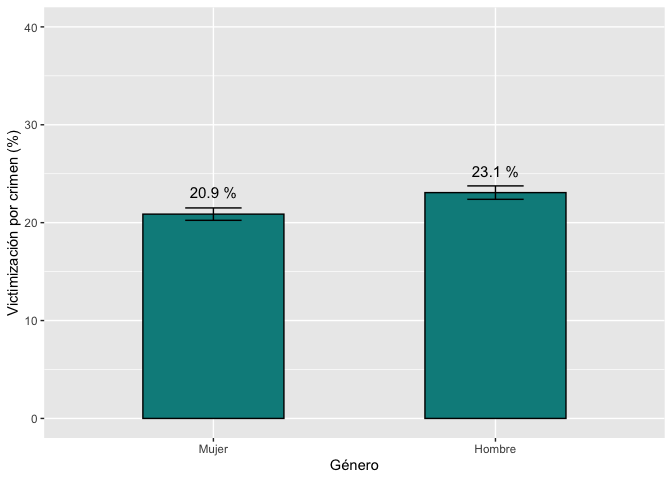 Victimización por crimen (%)
40
30
20
10
0
20.9 %
23.1 %
Mujer
Hombre
Género